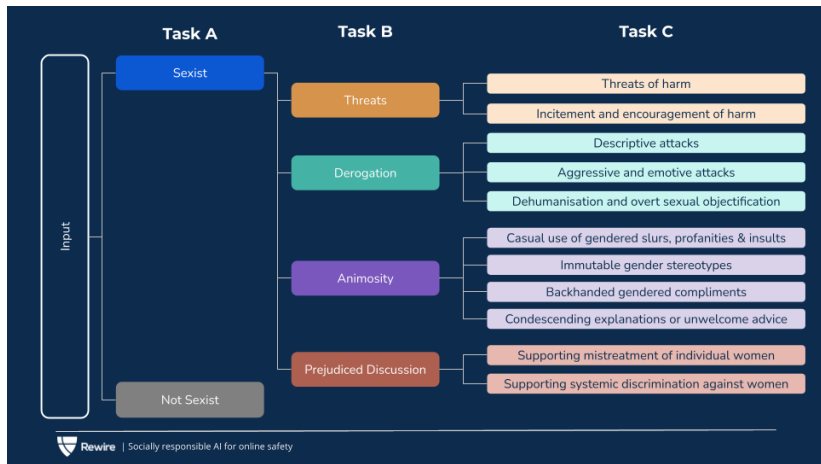 Task A
Task B
Task C
Input
Sexist
Not Sexist
Threats
Derogation
Animosity
Prejudiced Discussion
Threats of harm
Incitement and encouragement of harm
Descriptive attacks
Aggressive and emotive attacks
Dehumanisation and overt sexual objectification
Casual use of gendered slurs, profanities & insults
Immutable gender stereotypes
Backhanded gendered compliments
Condescending explanations or unwelcome advice
Supporting mistreatment of individual women
Supporting systemic discrimination against women
Rewire | Socially responsible AI for online safety